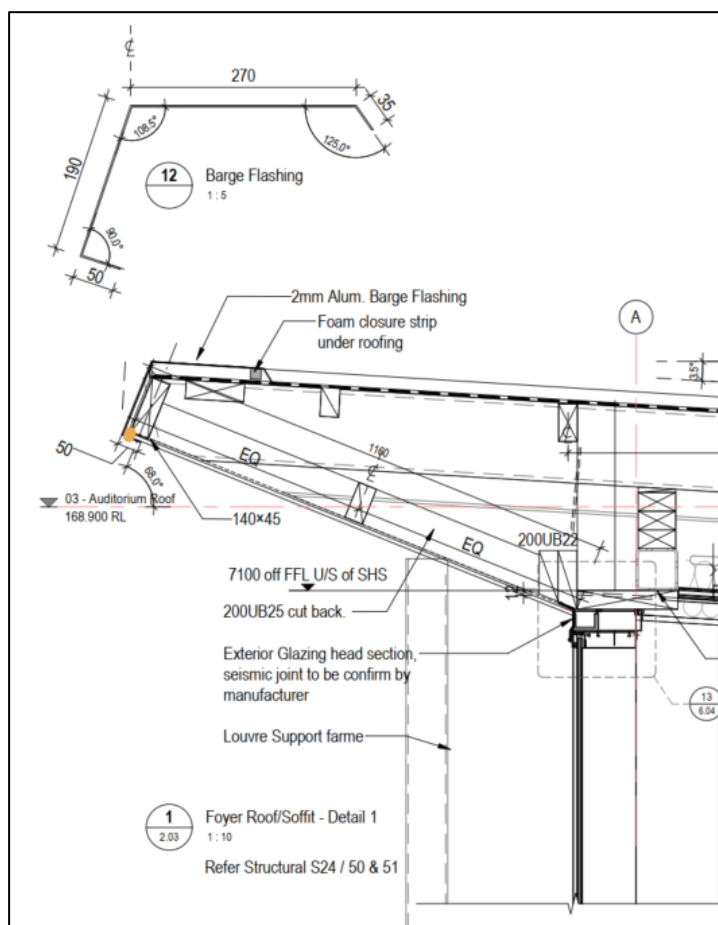 ℄
270
35
108.5°
125.0°
190
12
Barge Flashing
1 : 5
90.0°
50
2mm Alum. Barge Flashing
Foam closure strip
under roofing
A
3.5°
1160
50
EQ
℄
68.0°
03 - Auditorium Roof
168.900 RL
140×45
EQ
200UB22
7100 off FFL U/S of SHS
12
200UB25 cut back.
Exterior Glazing head section,
seismic joint to be confirm by
manufacturer
13
6.04
Louvre Support farme
1
2.03
Foyer Roof/Soffit - Detail 1
1 : 10
Refer Structural S24 / 50 & 51